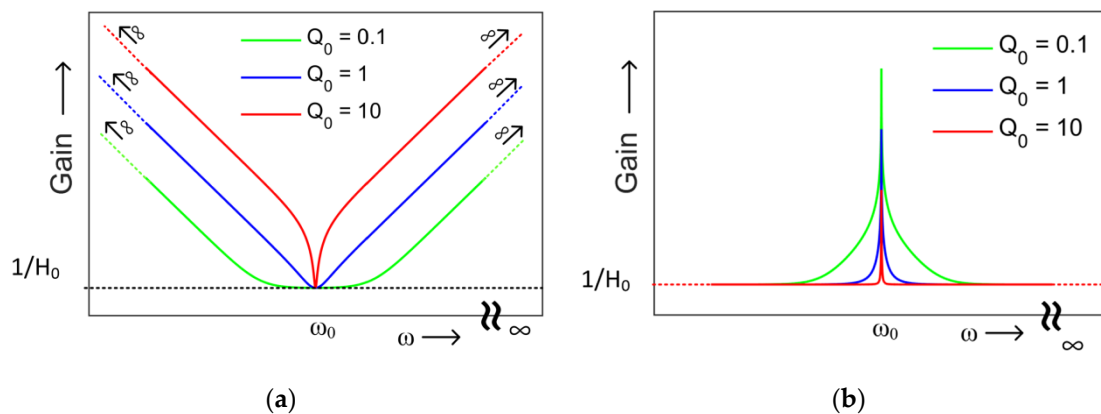 ∞ ∞
Q₀ = 0.1
∞ Q₀ = 1 ∞
Q₀ = 10
∞ ∞
Gain
1/H₀
ω₀ ω ∞
(a)
Q₀ = 0.1
Q₀ = 1
Q₀ = 10
Gain
1/H₀
ω₀ ω ∞
(b)